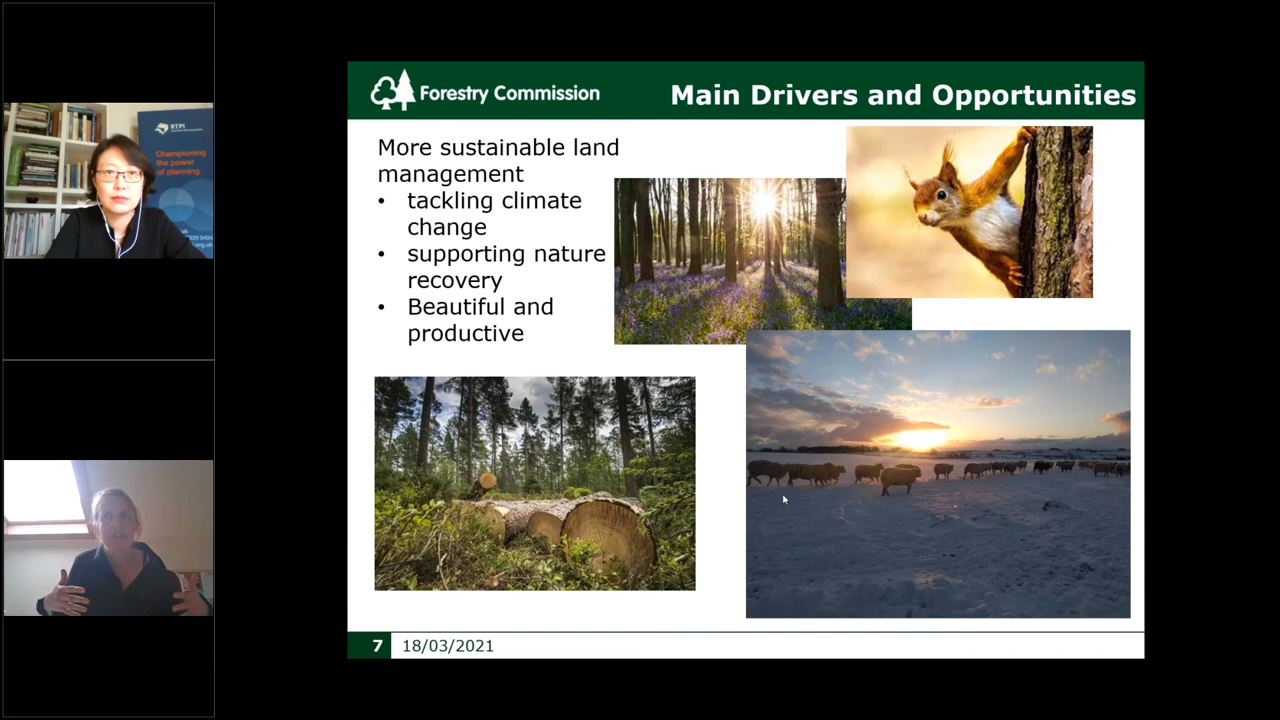 RTPI
Championing
the power
of planning
Forestry Commission
Main Drivers and Opportunities
More sustainable land
management
• tackling climate
change
• supporting nature
recovery
• Beautiful and
productive
7
18/03/2021